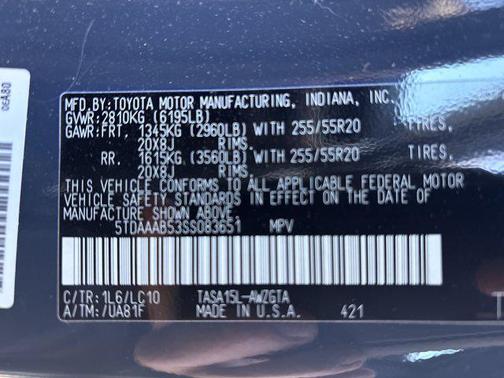 MFD.BY:TOYOTA MOTOR MANUFACTURING, INDIANA, INC.
GVWR:2810KG (6195LB)
GAWR:FRT. 1345KG (2960LB) WITH 255/55R20 TIRES,
20X8J RIMS.
RR. 1615KG (3560LB) WITH 255/55R20 TIRES,
20X8J RIMS.
THIS VEHICLE CONFORMS TO ALL APPLICABLE FEDERAL MOTOR
VEHICLE SAFETY STANDARDS IN EFFECT ON THE DATE OF
MANUFACTURE SHOWN ABOVE.
5TDAAAB53SS083651 MPV
C/TR:1L6/LC10 TASA15L-AWZGTA
A/TM:/UA81F MADE IN U.S.A. 421
06A80